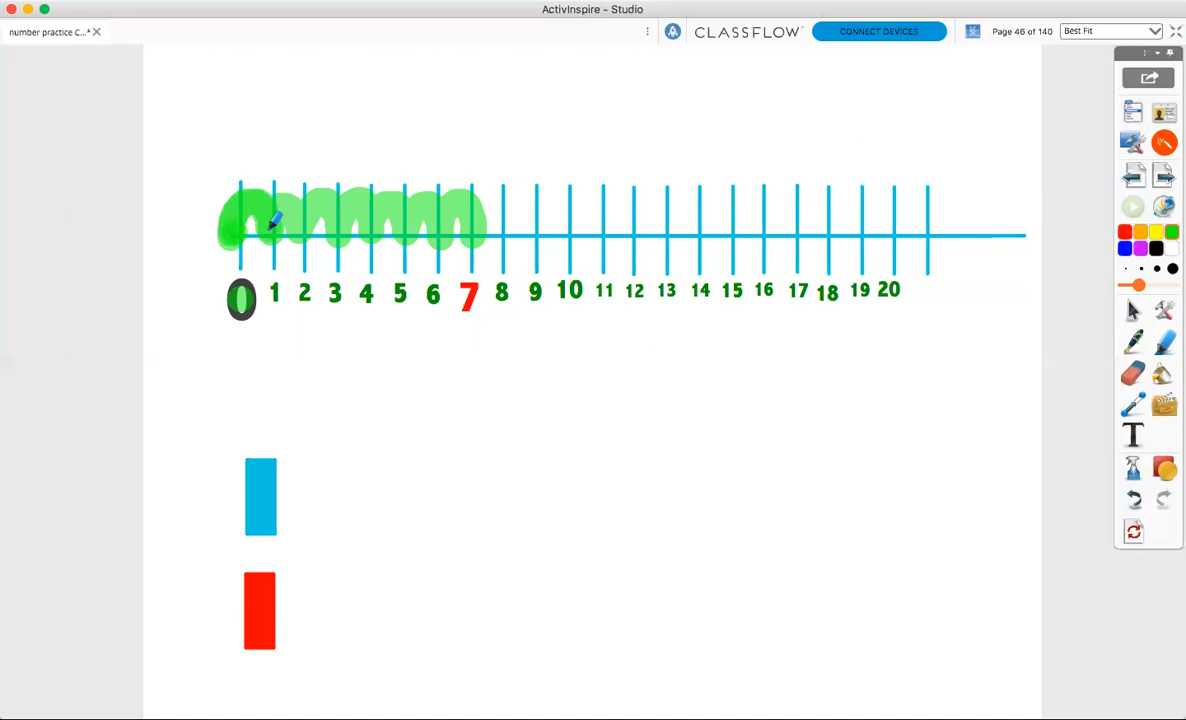 ActivInspire - Studio
number practice C...*
CLASSFLOW
CONNECT DEVICES
Page 46 of 140
Best Fit
0 1 2 3 4 5 6 7 8 9 10 11 12 13 14 15 16 17 18 19 20
T